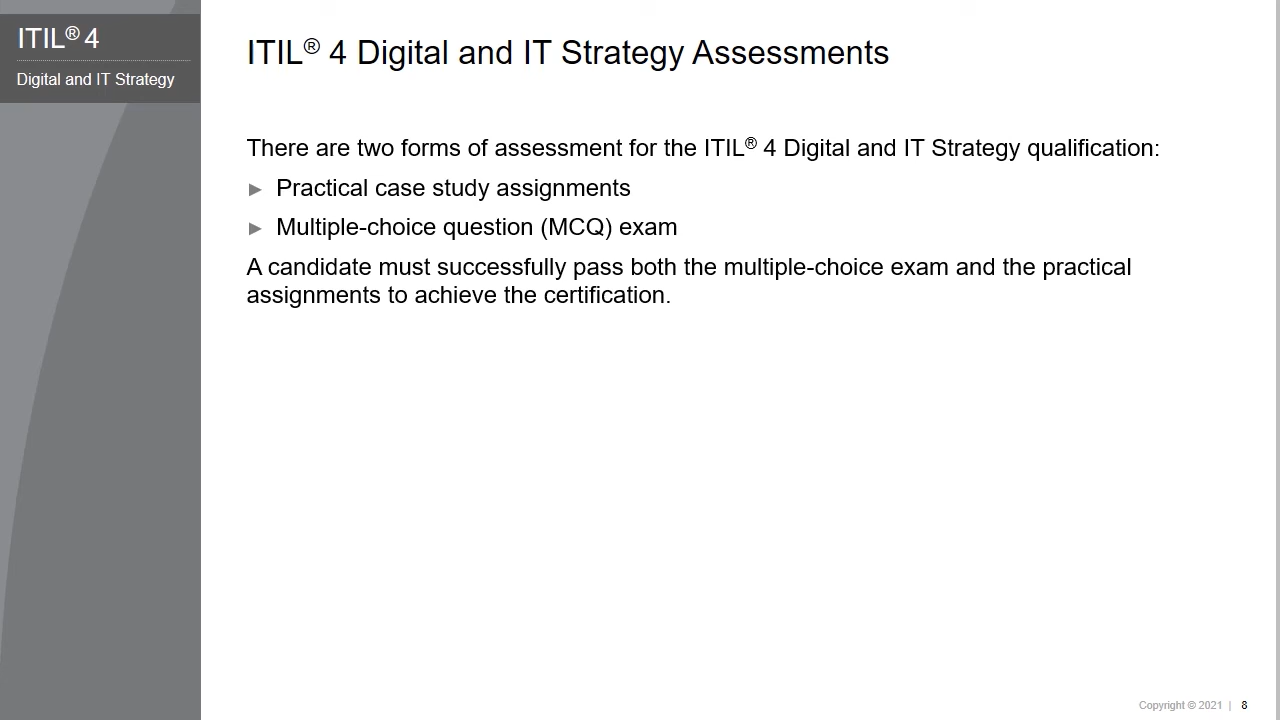 ITIL® 4
Digital and IT Strategy
ITIL® 4 Digital and IT Strategy Assessments
There are two forms of assessment for the ITIL® 4 Digital and IT Strategy qualification:
► Practical case study assignments
► Multiple-choice question (MCQ) exam
A candidate must successfully pass both the multiple-choice exam and the practical
assignments to achieve the certification.
Copyright © 2021 | 8